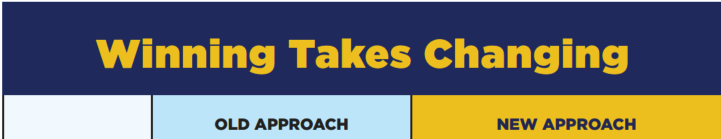 Winning Takes Changing
OLD APPROACH
NEW APPROACH